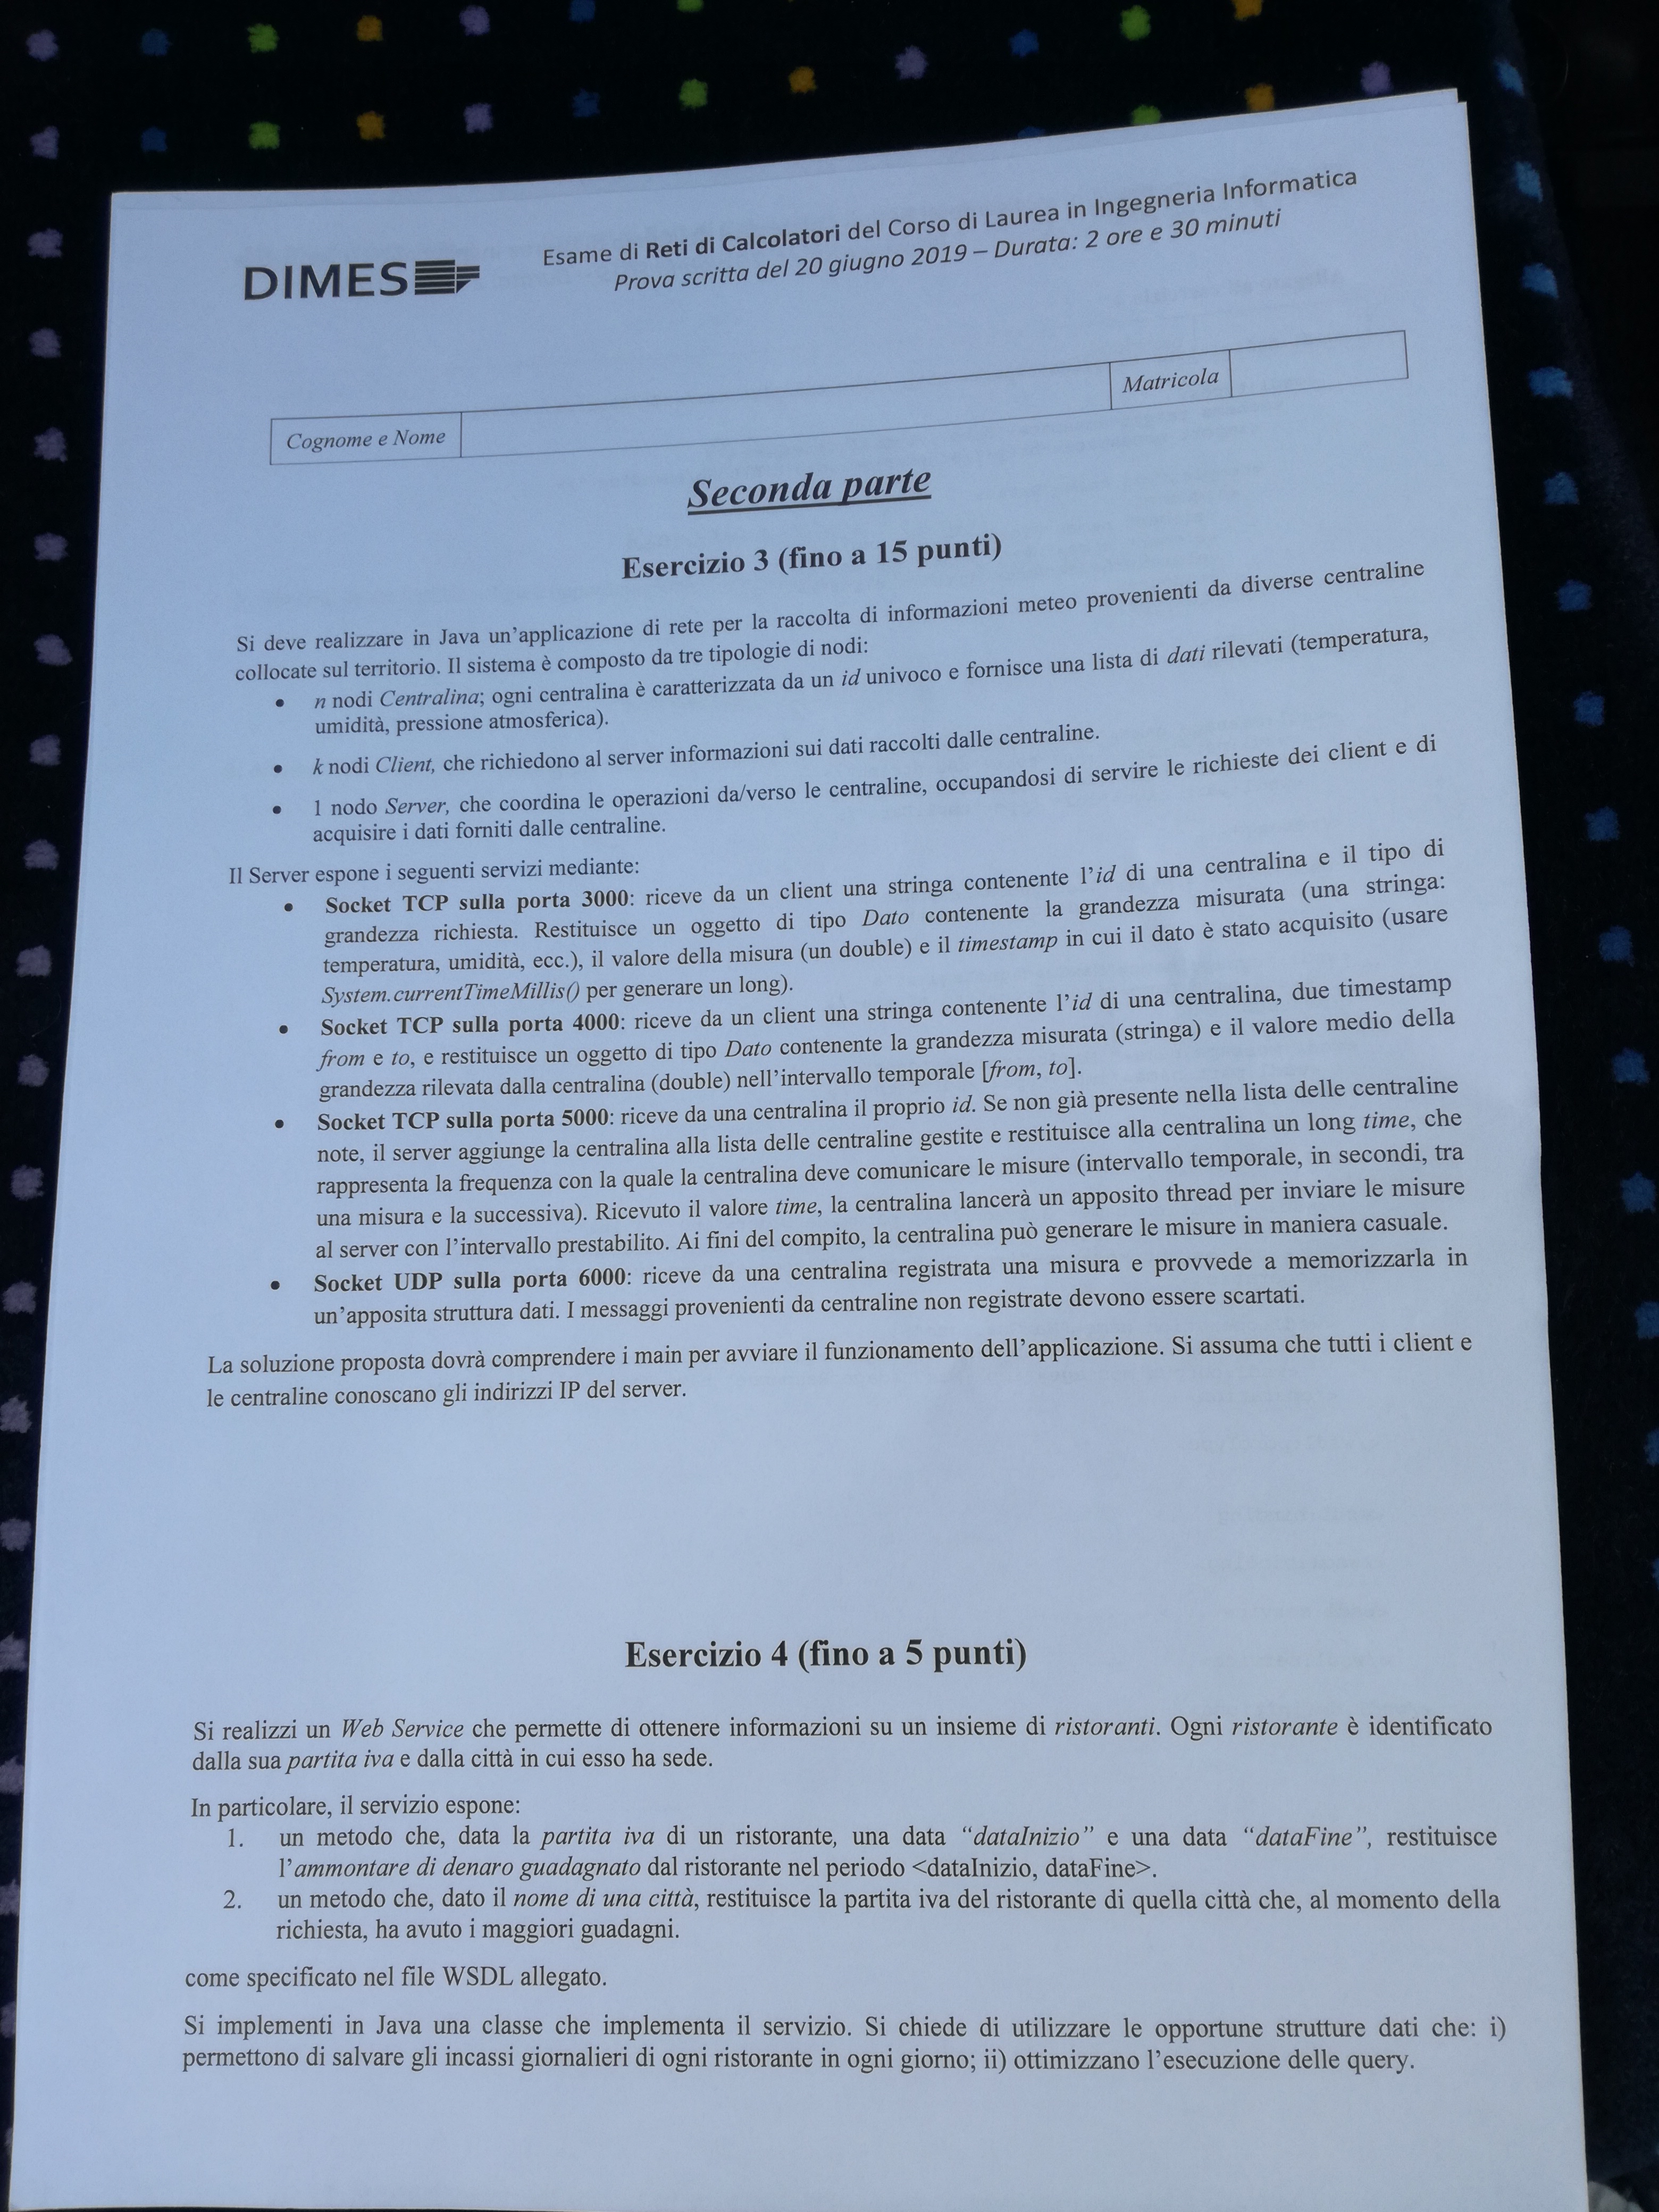 DIMES
Esame di Reti di Calcolatori del Corso di Laurea in Ingegneria Informatica
Prova scritta del 20 giugno 2019 – Durata: 2 ore e 30 minuti
Cognome e Nome
Matricola
Seconda parte
Esercizio 3 (fino a 15 punti)
Si deve realizzare in Java un’applicazione di rete per la raccolta di informazioni meteo provenienti da diverse centraline
collocate sul territorio. Il sistema è composto da tre tipologie di nodi:
• n nodi Centralina; ogni centralina è caratterizzata da un id univoco e fornisce una lista di dati rilevati (temperatura,
umidità, pressione atmosferica).
• k nodi Client, che richiedono al server informazioni sui dati raccolti dalle centraline.
• 1 nodo Server, che coordina le operazioni da/verso le centraline, occupandosi di servire le richieste dei client e di
acquisire i dati forniti dalle centraline.
Il Server espone i seguenti servizi mediante:
• Socket TCP sulla porta 3000: riceve da un client una stringa contenente l’id di una centralina e il tipo di
grandezza richiesta. Restituisce un oggetto di tipo Dato contenente la grandezza misurata (una stringa:
temperatura, umidità, ecc.), il valore della misura (un double) e il timestamp in cui il dato è stato acquisito (usare
System.currentTimeMillis() per generare un long).
• Socket TCP sulla porta 4000: riceve da un client una stringa contenente l’id di una centralina, due timestamp
from e to, e restituisce un oggetto di tipo Dato contenente la grandezza misurata (stringa) e il valore medio della
grandezza rilevata dalla centralina (double) nell’intervallo temporale [from, to].
• Socket TCP sulla porta 5000: riceve da una centralina il proprio id. Se non già presente nella lista delle centraline
note, il server aggiunge la centralina alla lista delle centraline gestite e restituisce alla centralina un long time, che
rappresenta la frequenza con la quale la centralina deve comunicare le misure (intervallo temporale, in secondi, tra
una misura e la successiva). Ricevuto il valore time, la centralina lancerà un apposito thread per inviare le misure
al server con l’intervallo prestabilito. Ai fini del compito, la centralina può generare le misure in maniera casuale.
• Socket UDP sulla porta 6000: riceve da una centralina registrata una misura e provvede a memorizzarla in
un’apposita struttura dati. I messaggi provenienti da centraline non registrate devono essere scartati.
La soluzione proposta dovrà comprendere i main per avviare il funzionamento dell’applicazione. Si assuma che tutti i client e
le centraline conoscano gli indirizzi IP del server.
Esercizio 4 (fino a 5 punti)
Si realizzi un Web Service che permette di ottenere informazioni su un insieme di ristoranti. Ogni ristorante è identificato
dalla sua partita iva e dalla città in cui esso ha sede.
In particolare, il servizio espone:
1. un metodo che, data la partita iva di un ristorante, una data “dataInizio” e una data “dataFine”, restituisce
l’ammontare di denaro guadagnato dal ristorante nel periodo <dataInizio, dataFine>.
2. un metodo che, dato il nome di una città, restituisce la partita iva del ristorante di quella città che, al momento della
richiesta, ha avuto i maggiori guadagni.
come specificato nel file WSDL allegato.
Si implementi in Java una classe che implementa il servizio. Si chiede di utilizzare le opportune strutture dati che: i)
permettono di salvare gli incassi giornalieri di ogni ristorante in ogni giorno; ii) ottimizzano l’esecuzione delle query.